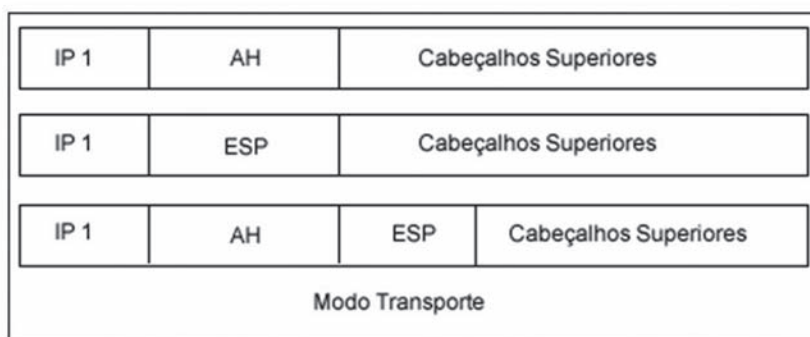 IP 1 AH Cabeçalhos Superiores
IP 1 ESP Cabeçalhos Superiores
IP 1 AH ESP Cabeçalhos Superiores
Modo Transporte